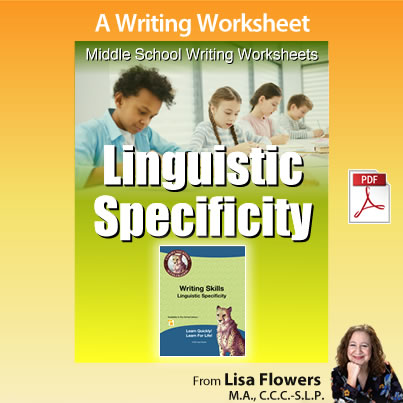 A Writing Worksheet
Middle School Writing Worksheets
Linguistic
Specificity
PDF
Writing Skills
Linguistic Specificity
Learn Quickly!
Learn For Life!
From Lisa Flowers
M.A., C.C.C.-S.L.P.